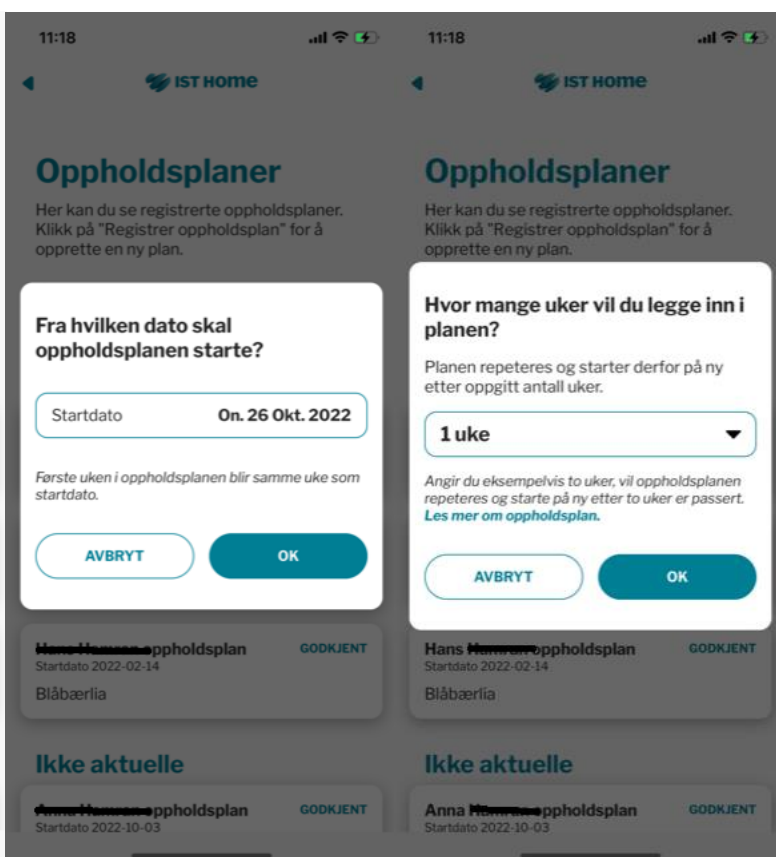 11:18
IST Home
Oppholdsplaner
Her kan du se registrerte oppholdsplaner.
Klikk på "Registrer oppholdsplan" for å
opprette en ny plan.
Fra hvilken dato skal
oppholdsplanen starte?
Startdato On. 26 Okt. 2022
Første uken i oppholdsplanen blir samme uke som
startdato.
AVBRYT OK
oppholdsplan GODKJENT
Startdato 2022-02-14
Blåbærlia
Ikke aktuelle
oppholdsplan GODKJENT
Startdato 2022-10-03
11:18
IST Home
Oppholdsplaner
Her kan du se registrerte oppholdsplaner.
Klikk på "Registrer oppholdsplan" for å
opprette en ny plan.
Hvor mange uker vil du legge inn i
planen?
Planen repeteres og starter derfor på ny
etter oppgitt antall uker.
1 uke
Angir du eksempelvis to uker, vil oppholdsplanen
repeteres og starte på ny etter to uker er passert.
Les mer om oppholdsplan.
AVBRYT OK
Hans oppholdsplan GODKJENT
Startdato 2022-02-14
Blåbærlia
Ikke aktuelle
Anna oppholdsplan GODKJENT
Startdato 2022-10-03